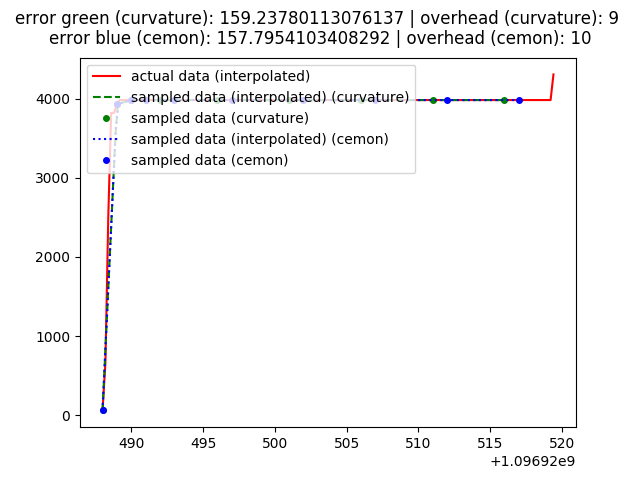 error green (curvature): 159.23780113076137 | overhead (curvature): 9
error blue (cemon): 157.7954103408292 | overhead (cemon): 10
actual data (interpolated)
sampled data (interpolated) (curvature)
sampled data (curvature)
sampled data (interpolated) (cemon)
sampled data (cemon)
4000
3000
2000
1000
0
490 495 500 505 510 515 520
+1.09692e9